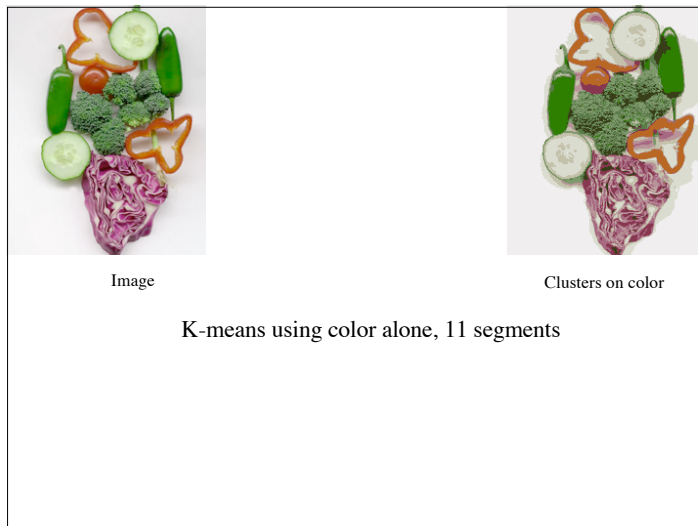 Image
Clusters on color
K-means using color alone, 11 segments